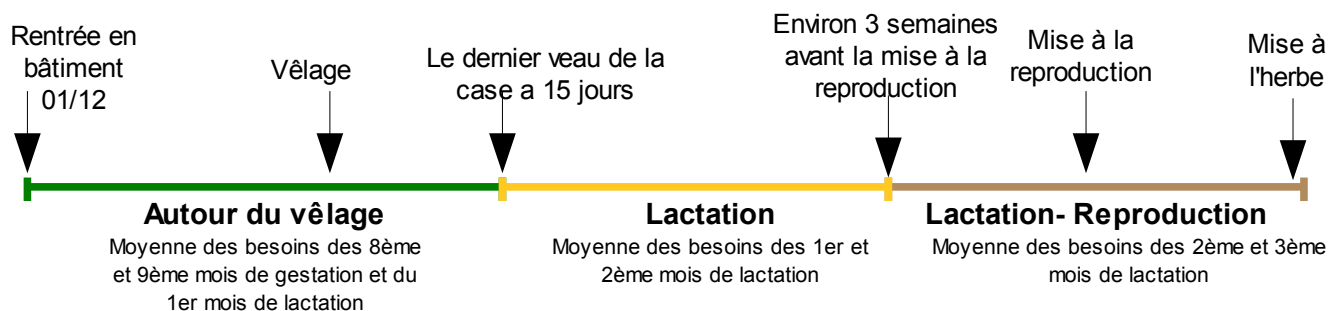 Rentrée en
bâtiment
01/12
Vêlage
Le dernier veau de la
case a 15 jours
Environ 3 semaines
avant la mise à la
reproduction
Mise à la
reproduction
Mise à
l'herbe
Autour du vêlage
Moyenne des besoins des 8ème
et 9ème mois de gestation et du
1er mois de lactation
Lactation
Moyenne des besoins des 1er et
2ème mois de lactation
Lactation- Reproduction
Moyenne des besoins des 2ème et 3ème
mois de lactation